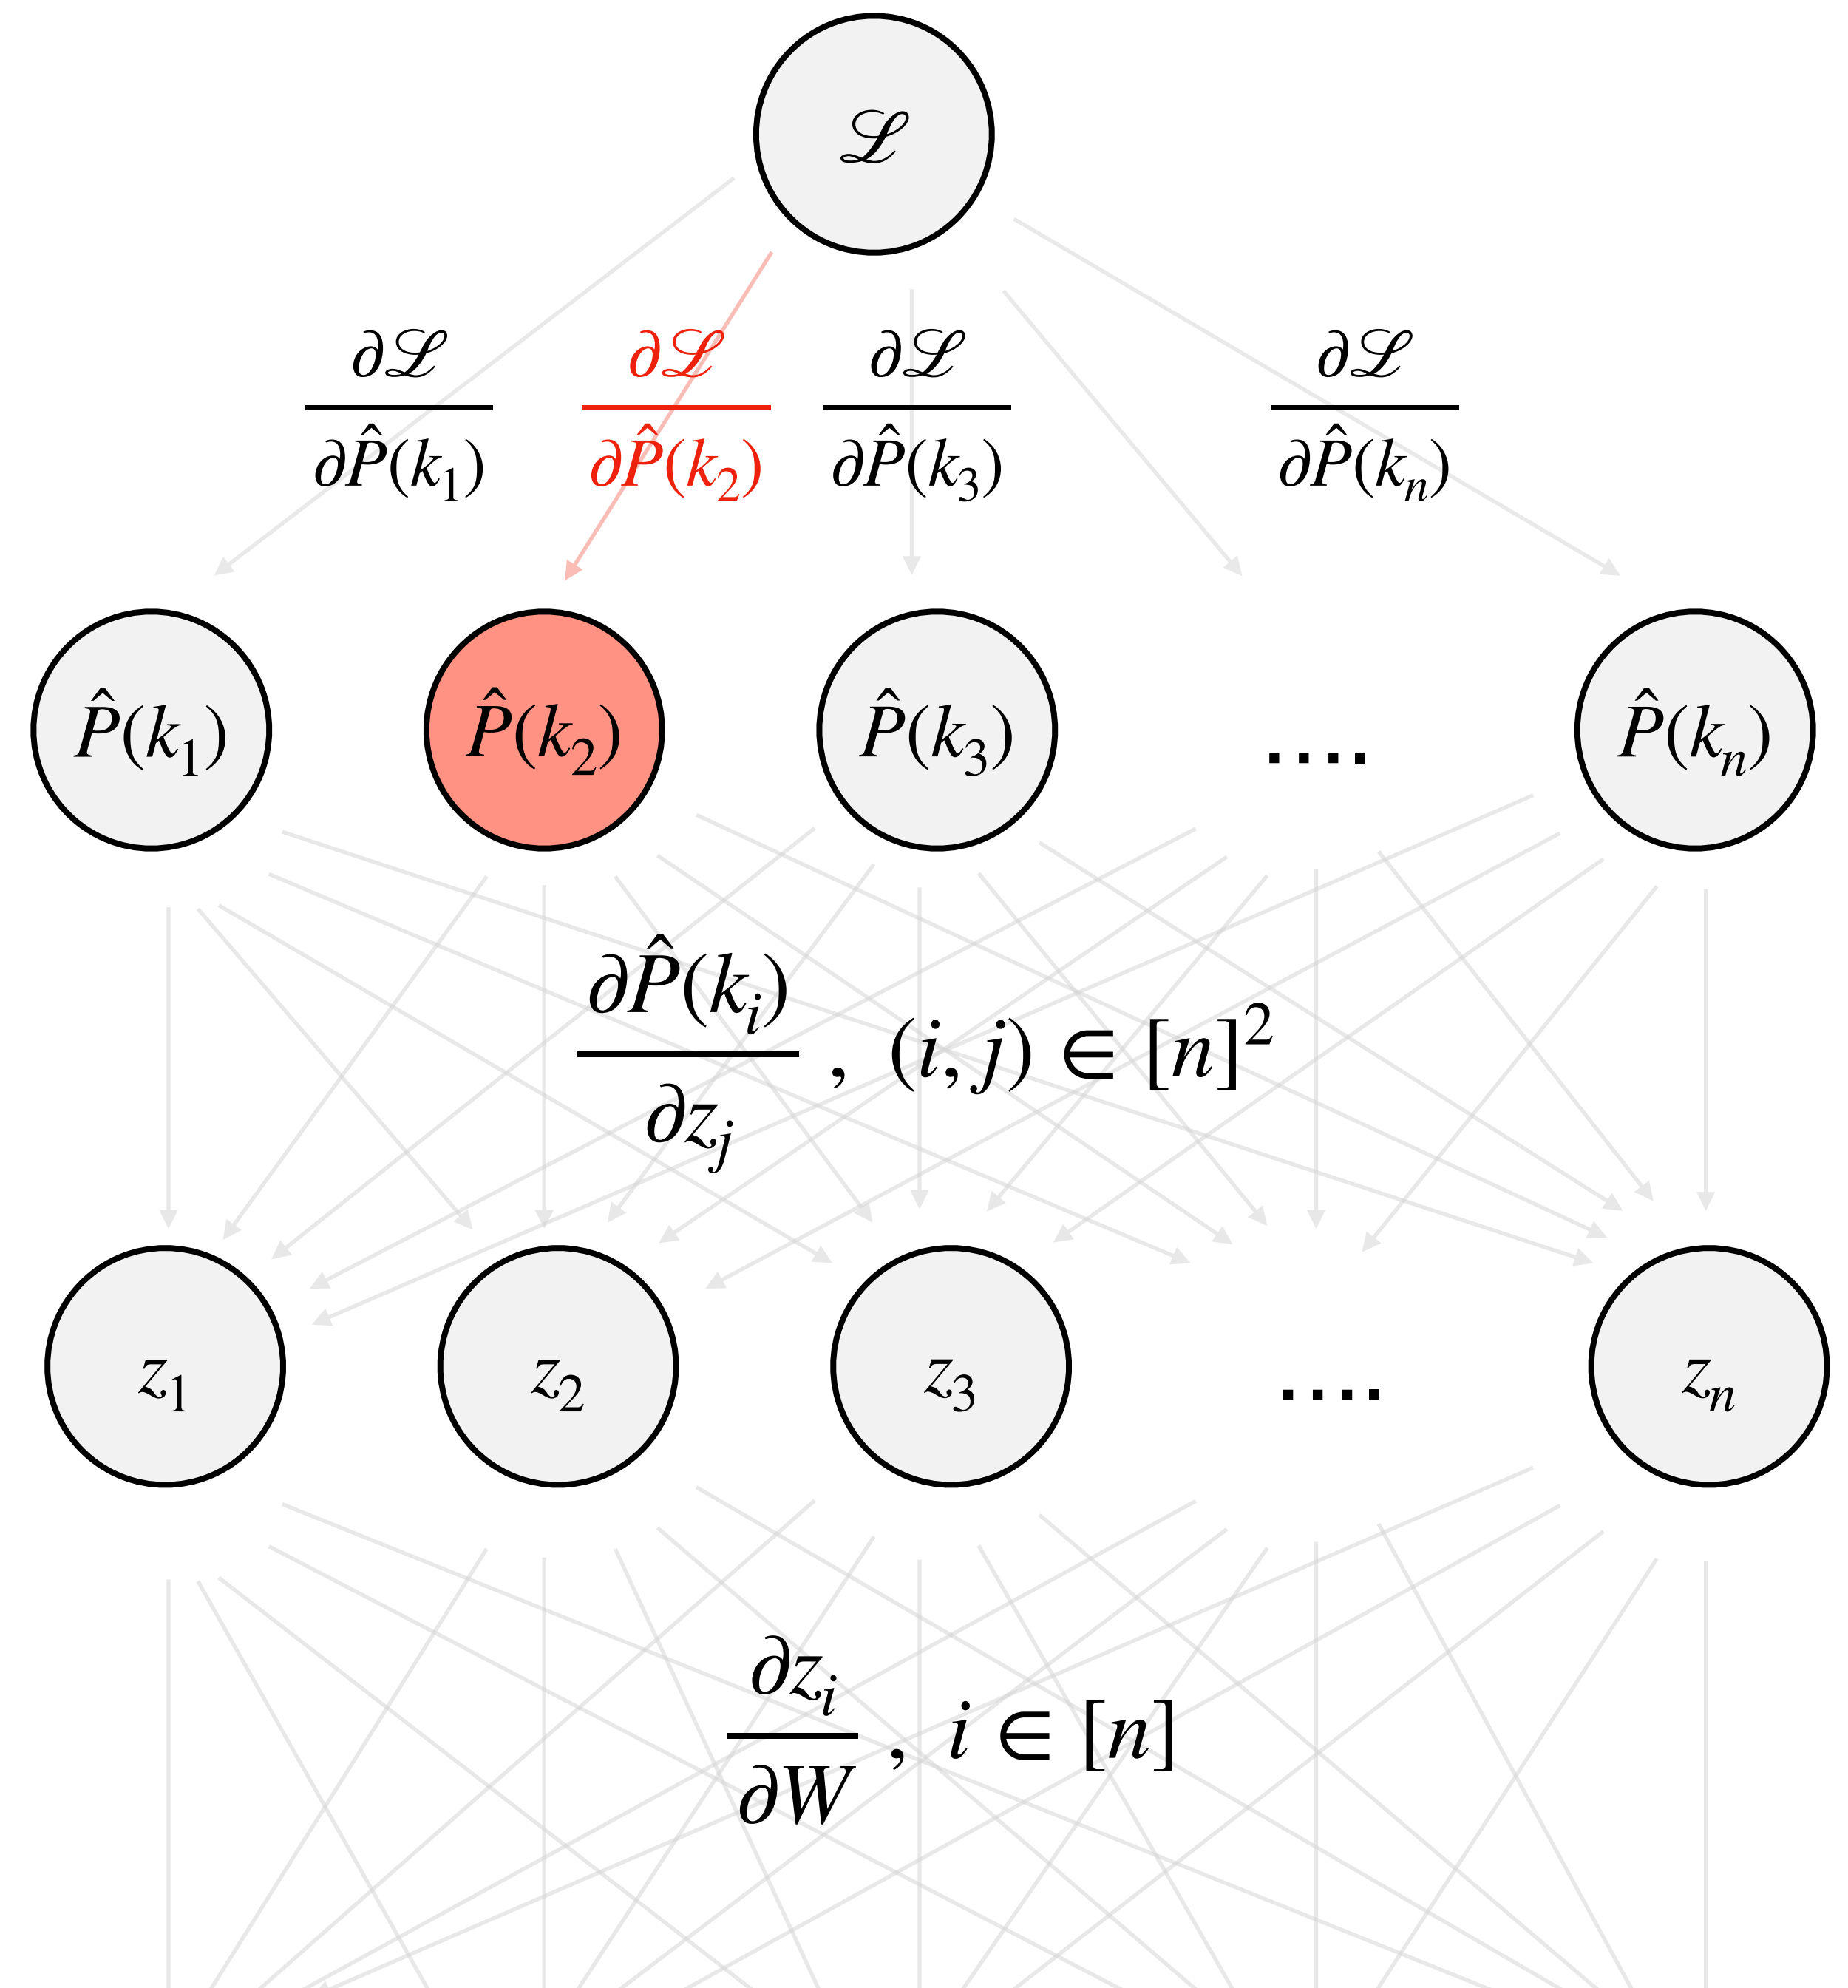 ℒ
∂ℒ ∂ℒ ∂ℒ ∂ℒ
∂P̂(k₁) ∂P̂(k₂) ∂P̂(k₃) ∂P̂(kₙ)
P̂(k₁) P̂(k₂) P̂(k₃) .... P̂(kₙ)
∂P̂(kᵢ)
, (i, j) ∈ [n]²
∂zⱼ
z₁ z₂ z₃ .... zₙ
∂zᵢ
, i ∈ [n]
∂W